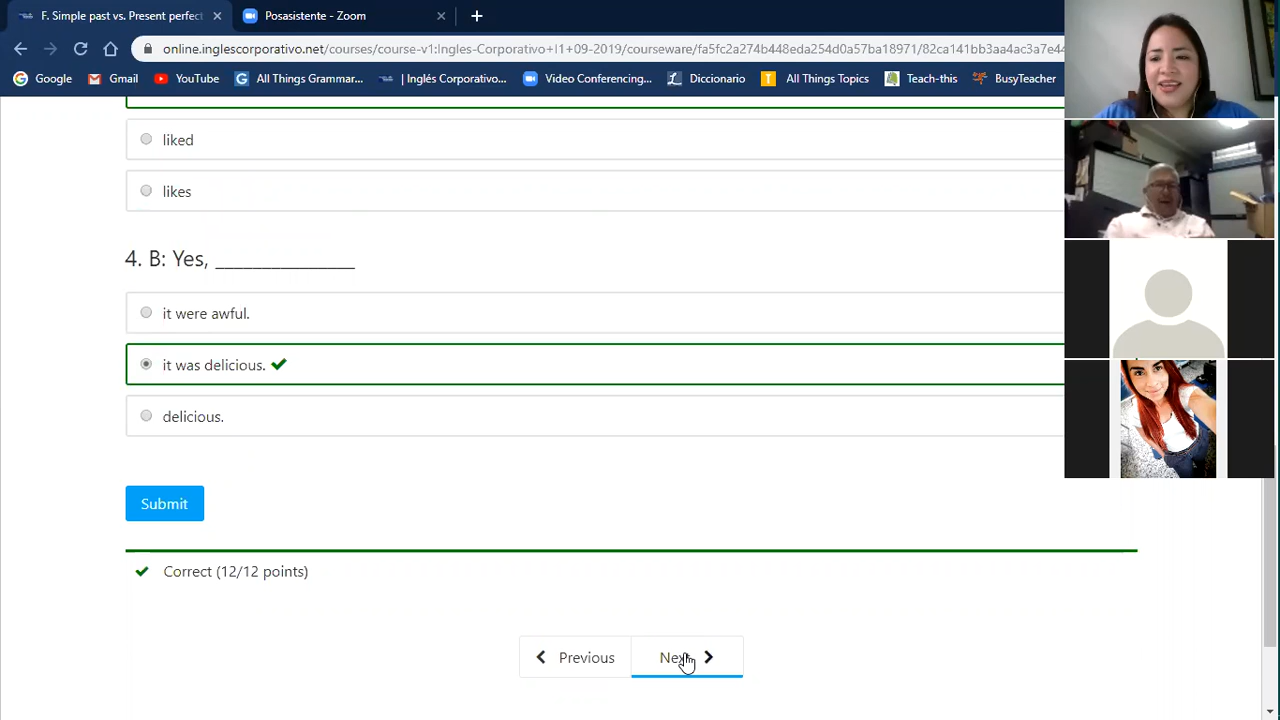 F. Simple past vs. Present perfect
Posasistente - Zoom
online.inglescorporativo.net/courses/course-v1:Ingles-Corporativo+I1+09-2019/courseware/fa5fc2a274b448eda254d0a57ba18971/82ca141bb3aa4ac3a7e44
Google
Gmail
YouTube
All Things Grammar...
| Inglés Corporativo...
Video Conferencing...
Diccionario
All Things Topics
Teach-this
BusyTeacher
liked
likes
4. B: Yes, _______________
it were awful.
it was delicious.
delicious.
Submit
Correct (12/12 points)
Previous
Next